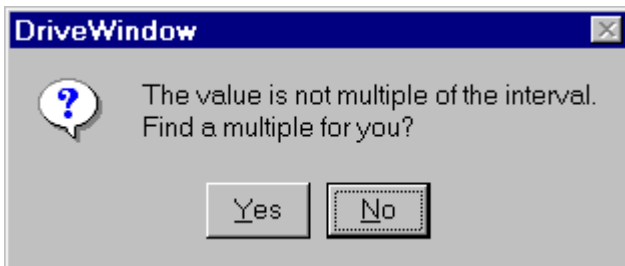 DriveWindow
The value is not multiple of the interval.
Find a multiple for you?
Yes No